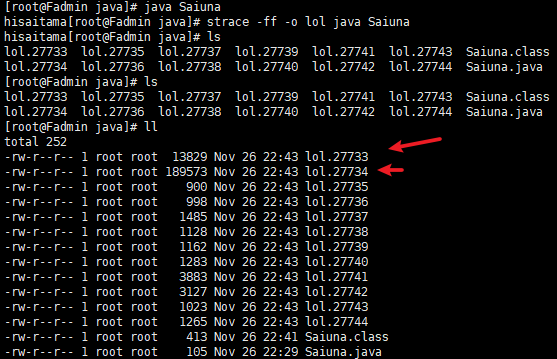 [root@Fadmin java]# java Saiuna
hisaitama[root@Fadmin java]# strace -ff -o lol java Saiuna
hisaitama[root@Fadmin java]# ls
lol.27733  lol.27735  lol.27737  lol.27739  lol.27741  lol.27743  Saiuna.class
lol.27734  lol.27736  lol.27738  lol.27740  lol.27742  lol.27744  Saiuna.java
[root@Fadmin java]# ls
lol.27733  lol.27735  lol.27737  lol.27739  lol.27741  lol.27743  Saiuna.class
lol.27734  lol.27736  lol.27738  lol.27740  lol.27742  lol.27744  Saiuna.java
[root@Fadmin java]# ll
total 252
-rw-r--r-- 1 root root  13829 Nov 26 22:43 lol.27733
-rw-r--r-- 1 root root 189573 Nov 26 22:43 lol.27734
-rw-r--r-- 1 root root    900 Nov 26 22:43 lol.27735
-rw-r--r-- 1 root root    998 Nov 26 22:43 lol.27736
-rw-r--r-- 1 root root   1485 Nov 26 22:43 lol.27737
-rw-r--r-- 1 root root   1128 Nov 26 22:43 lol.27738
-rw-r--r-- 1 root root   1162 Nov 26 22:43 lol.27739
-rw-r--r-- 1 root root   1283 Nov 26 22:43 lol.27740
-rw-r--r-- 1 root root   3883 Nov 26 22:43 lol.27741
-rw-r--r-- 1 root root   3127 Nov 26 22:43 lol.27742
-rw-r--r-- 1 root root   1023 Nov 26 22:43 lol.27743
-rw-r--r-- 1 root root   1265 Nov 26 22:43 lol.27744
-rw-r--r-- 1 root root    413 Nov 26 22:41 Saiuna.class
-rw-r--r-- 1 root root    105 Nov 26 22:29 Saiuna.java